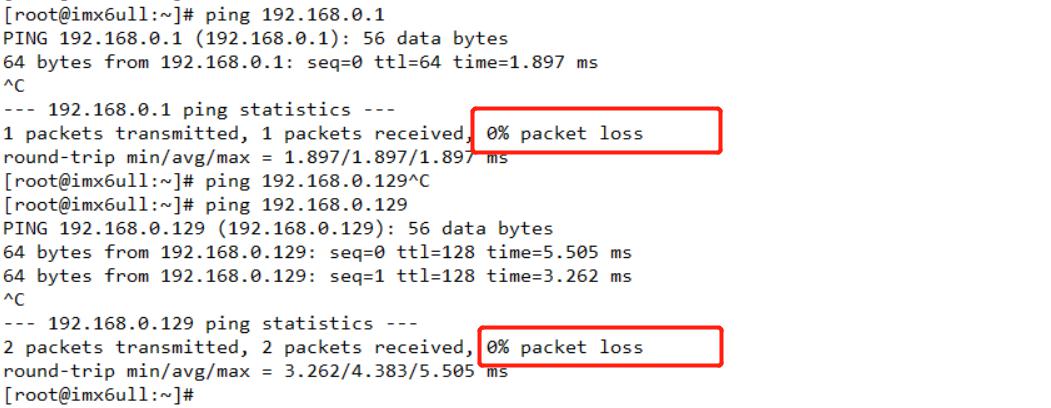 [root@imx6ull:~]# ping 192.168.0.1
PING 192.168.0.1 (192.168.0.1): 56 data bytes
64 bytes from 192.168.0.1: seq=0 ttl=64 time=1.897 ms
^C
--- 192.168.0.1 ping statistics ---
1 packets transmitted, 1 packets received, 0% packet loss
round-trip min/avg/max = 1.897/1.897/1.897 ms
[root@imx6ull:~]# ping 192.168.0.129^C
[root@imx6ull:~]# ping 192.168.0.129
PING 192.168.0.129 (192.168.0.129): 56 data bytes
64 bytes from 192.168.0.129: seq=0 ttl=128 time=5.505 ms
64 bytes from 192.168.0.129: seq=1 ttl=128 time=3.262 ms
^C
--- 192.168.0.129 ping statistics ---
2 packets transmitted, 2 packets received, 0% packet loss
round-trip min/avg/max = 3.262/4.383/5.505 ms
[root@imx6ull:~]#